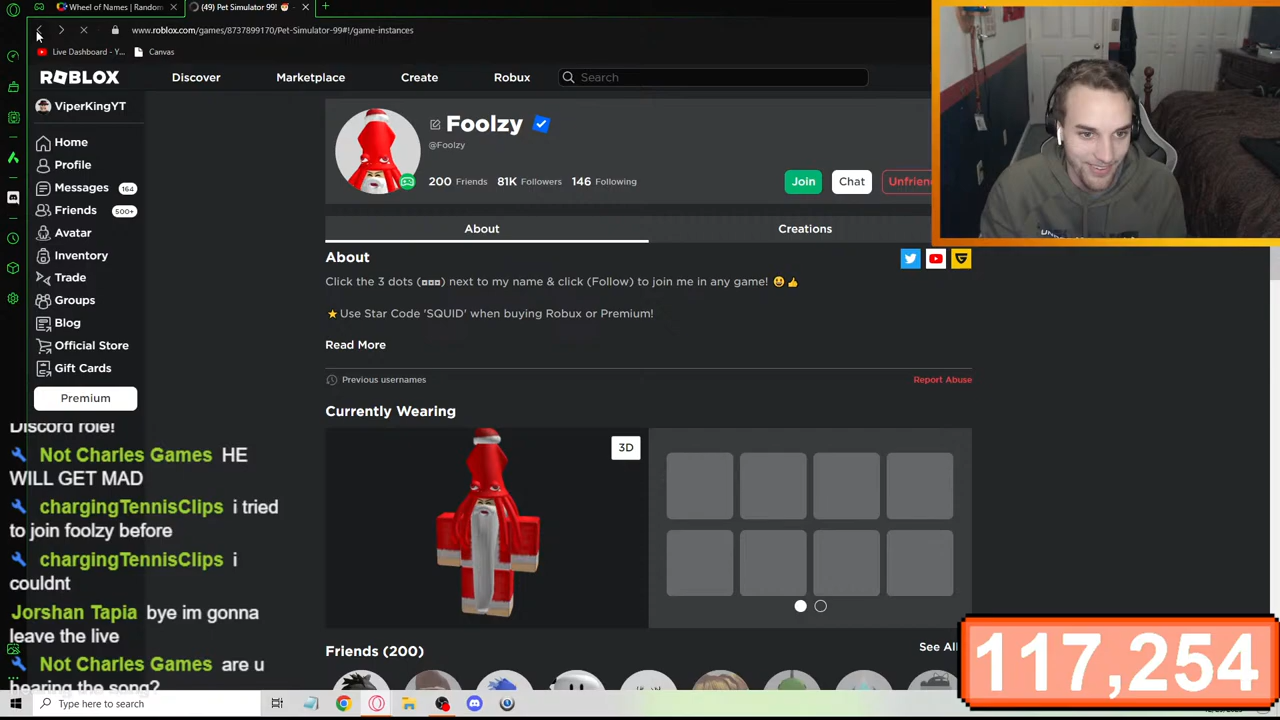 Wheel of Names | Random
(49) Pet Simulator 99!
www.roblox.com/games/8737899170/Pet-Simulator-99#!/game-instances
Live Dashboard - Y...
Canvas
ROBLOX
Discover
Marketplace
Create
Robux
Search
ViperKingYT
Home
Profile
Messages
164
Friends
500+
Avatar
Inventory
Trade
Groups
Blog
Official Store
Gift Cards
Premium
Foolzy
@Foolzy
200 Friends
81K Followers
146 Following
Join
Chat
Unfrien
About
Creations
About
Click the 3 dots (▫▫▫) next to my name & click (Follow) to join me in any game! 😃👍
⭐Use Star Code 'SQUID' when buying Robux or Premium!
Read More
Previous usernames
Report Abuse
Currently Wearing
3D
Friends (200)
See All
Discord role!
Not Charles Games HE
WILL GET MAD
chargingTennisClips i tried
to join foolzy before
chargingTennisClips i
couldnt
Jorshan Tapia bye im gonna
leave the live
Not Charles Games are u
hearing the song?
117,254
Type here to search